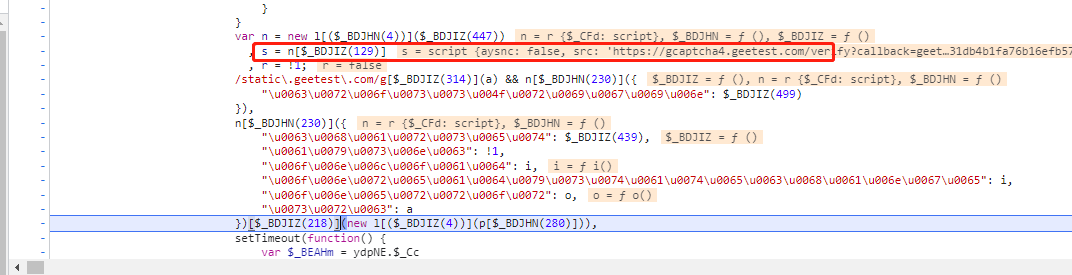 }
}
var n = new l[($_BDJHN(4))]($_BDJIZ(447))  n = r {$_CFd: script}, $_BDJHN = ƒ (), $_BDJIZ = ƒ ()
, s = n[$_BDJIZ(129)]  s = script {aysnc: false, src: 'https://gcaptcha4.geetest.com/verify?callback=geet…31db4b1fa76b16efb57
, r = !1;  r = false
/static\.geetest\.com/g[$_BDJIZ(314)](a) && n[$_BDJHN(230)]({  $_BDJIZ = ƒ (), n = r {$_CFd: script}, $_BDJHN = ƒ ()
"\u0063\u0072\u006f\u0073\u0073\u004f\u0072\u0069\u0067\u0069\u006e": $_BDJIZ(499)
}),
n[$_BDJHN(230)]({  n = r {$_CFd: script}, $_BDJHN = ƒ ()
"\u0063\u0068\u0061\u0072\u0073\u0065\u0074": $_BDJIZ(439),  $_BDJIZ = ƒ ()
"\u0061\u0079\u0073\u006e\u0063": !1,
"\u006f\u006e\u006c\u006f\u0061\u0064": i,  i = ƒ i()
"\u006f\u006e\u0072\u0065\u0061\u0064\u0079\u0073\u0074\u0061\u0074\u0065\u0063\u0068\u0061\u006e\u0067\u0065": i,
"\u006f\u006e\u0065\u0072\u0072\u006f\u0072": o,  o = ƒ o()
"\u0073\u0072\u0063": a
})[$_BDJIZ(218)](new l[($_BDJIZ(4))](p[$_BDJHN(280)])),
setTimeout(function() {
var $_BEAHm = ydpNE.$_Cc